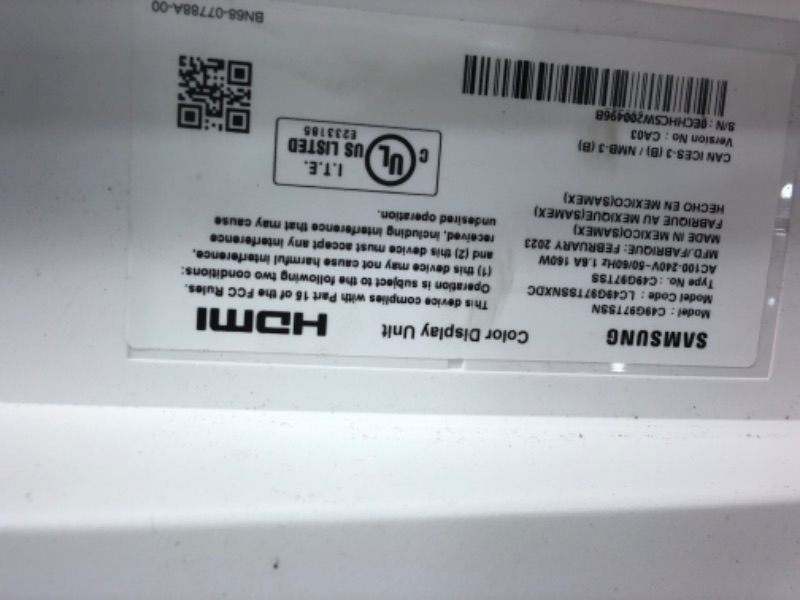 SAMSUNG
Color Display Unit
HDMI
Model : C49G97TSSN
Model Code : LC49G97TSSNXDC
Type No. : C49G97TSS
AC100-240V~50/60Hz 1.6A 160W
MFD./FABRIQUE: FEBRUARY 2023
MADE IN MEXICO(SAMEX)
FABRIQUE AU MEXIQUE(SAMEX)
HECHO EN MEXICO(SAMEX)
CAN ICES-3 (B) / NMB-3 (B)
Version No : CA03
S/N : 0ECHHCSW200496B
This device complies with Part 15 of the FCC Rules.
Operation is subject to the following two conditions:
(1) this device may not cause harmful interference,
and (2) this device must accept any interference
received, including interference that may cause
undesired operation.
C UL US LISTED
I.T.E.
E233185
BN68-07788A-00